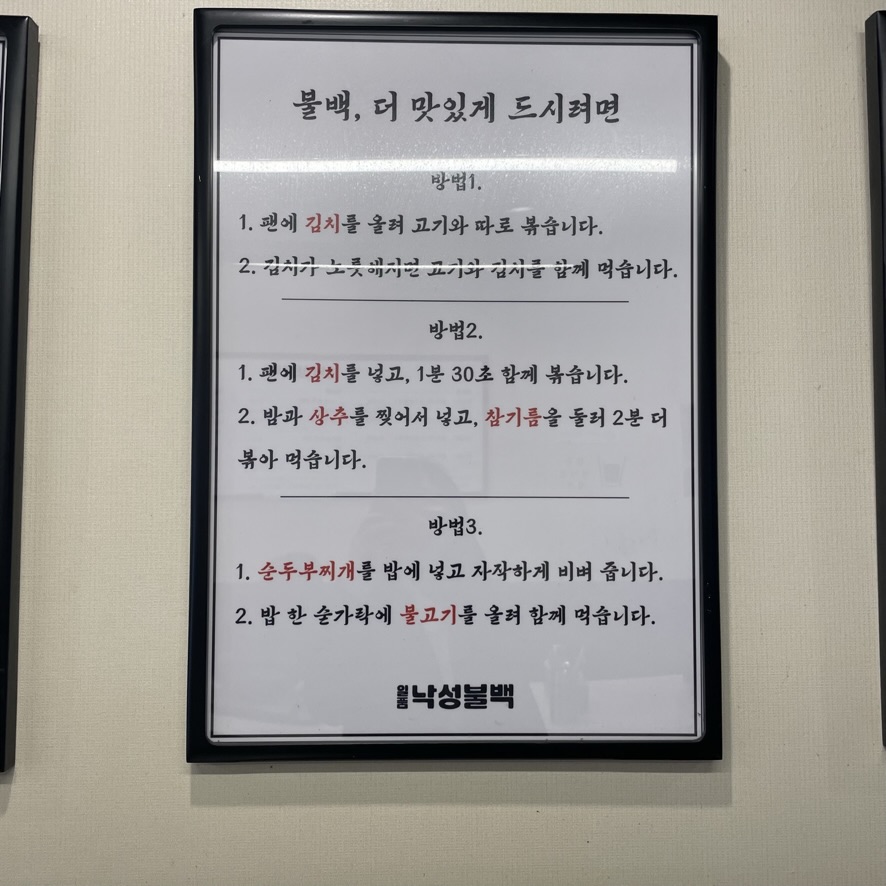 불백, 더 맛있게 드시려면
방법1.
1. 팬에 김치를 올려 고기와 따로 볶습니다.
2. 김치가 노릇해지면 고기와 김치를 함께 먹습니다.
방법2.
1. 팬에 김치를 넣고, 1분 30초 함께 볶습니다.
2. 밥과 상추를 찢어서 넣고, 참기름을 둘러 2분 더
볶아 먹습니다.
방법3.
1. 순두부찌개를 밥에 넣고 자작하게 비벼 줍니다.
2. 밥 한 숟가락에 불고기를 올려 함께 먹습니다.
일품 낙성불백